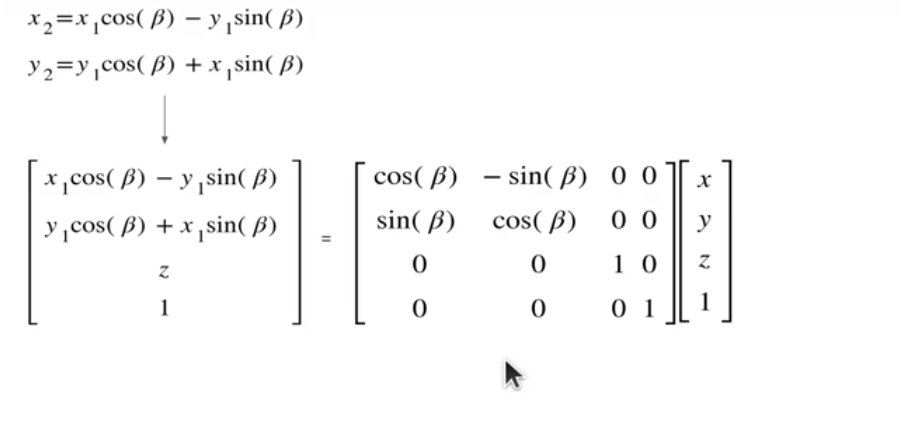 x₂=x₁cos( β) − y₁sin( β)
y₂=y₁cos( β) + x₁sin( β)
x₁cos( β) − y₁sin( β)
y₁cos( β) + x₁sin( β)
z
1
=
cos( β) − sin( β) 0 0
sin( β) cos( β) 0 0
0 0 1 0
0 0 0 1
x
y
z
1